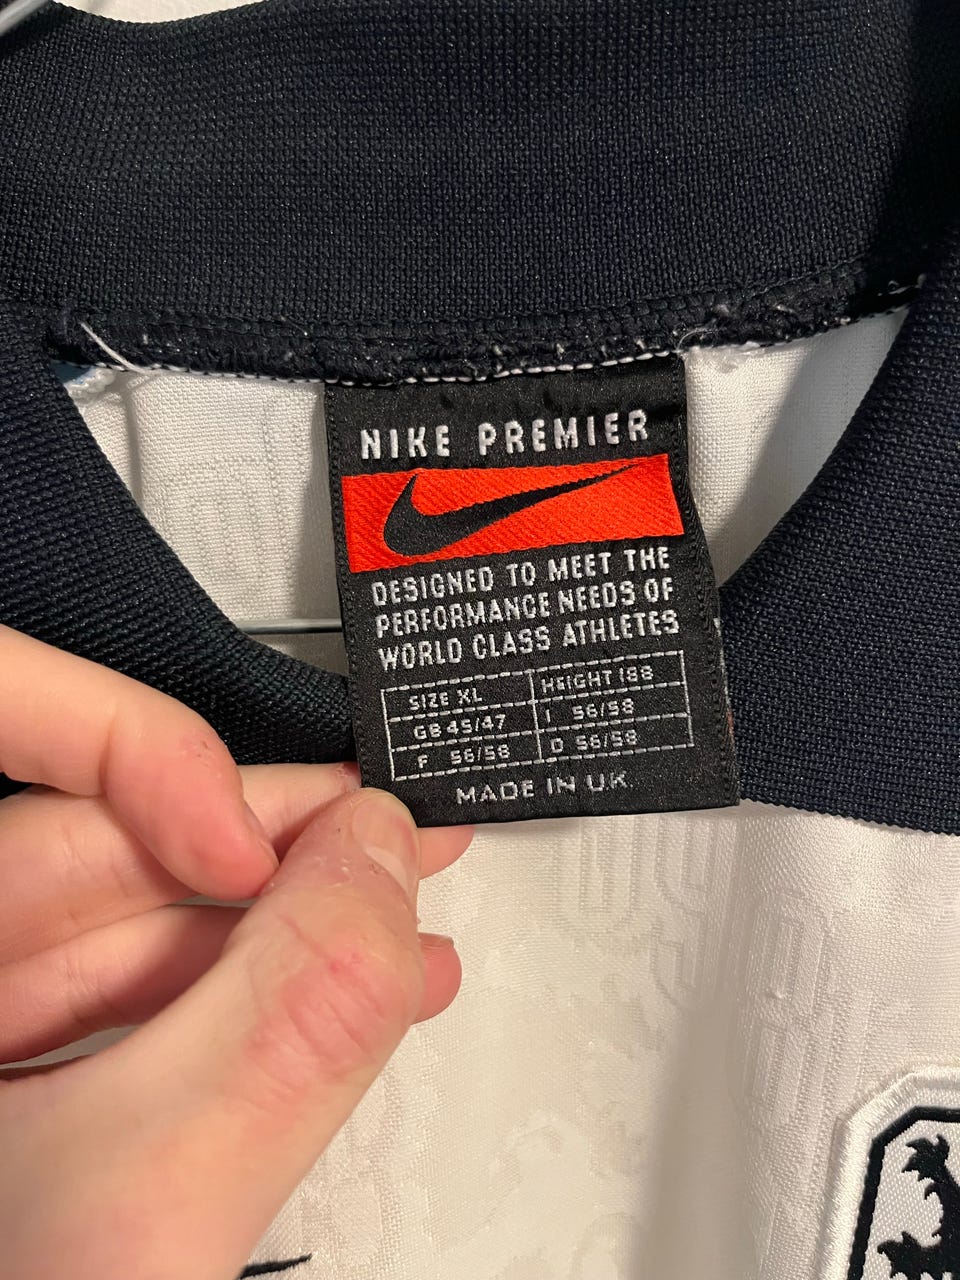 NIKE PREMIER
DESIGNED TO MEET THE
PERFORMANCE NEEDS OF
WORLD CLASS ATHLETES
SIZE XL HEIGHT 188
GB 45/47 I 56/58
F 56/58 D 56/58
MADE IN U.K.